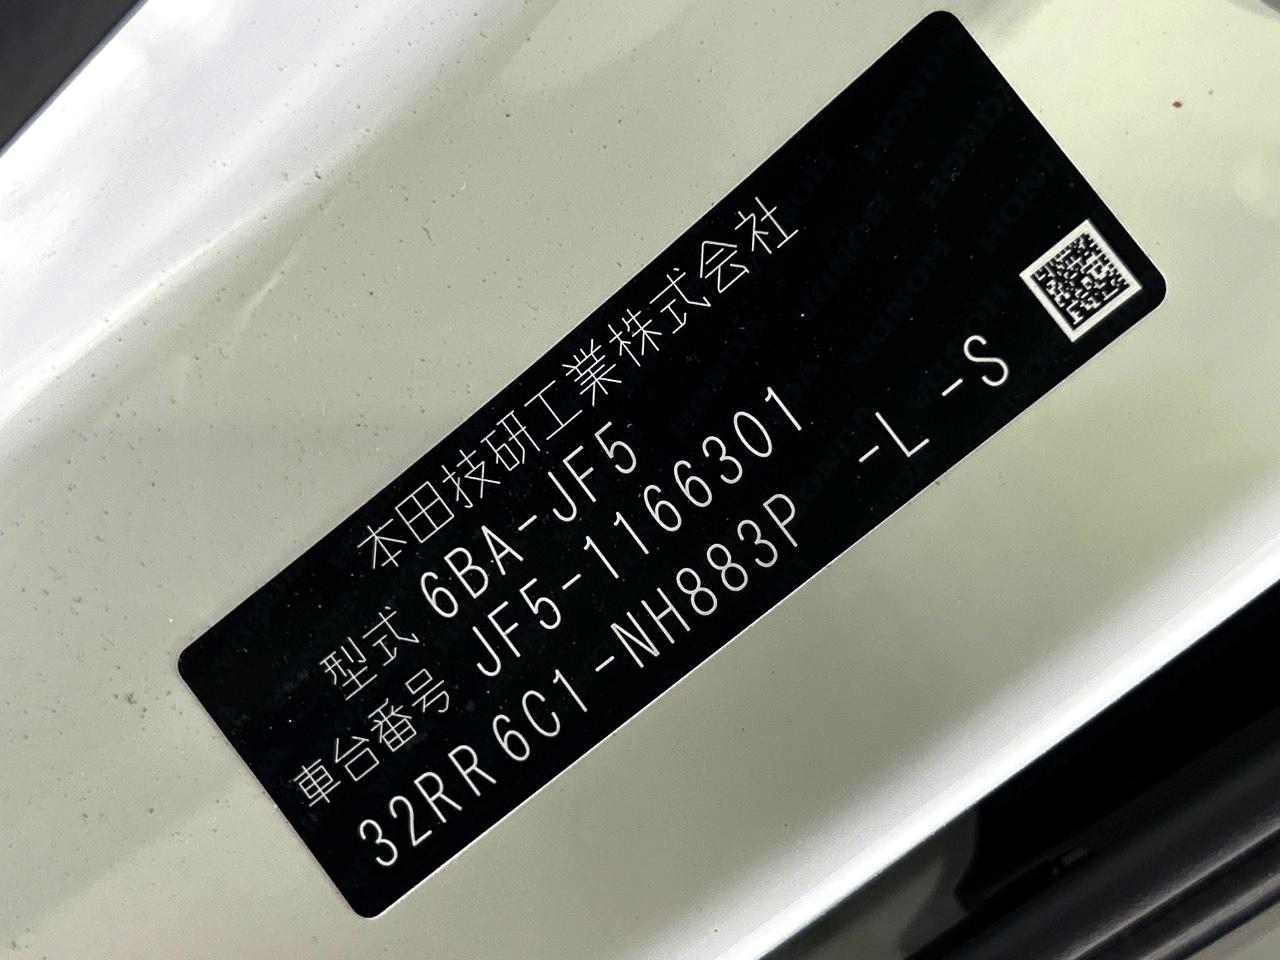 本田技研工業株式会社
型式 6BA-JF5
車台番号 JF5-1166301
32RR6C1-NH883P -L -S